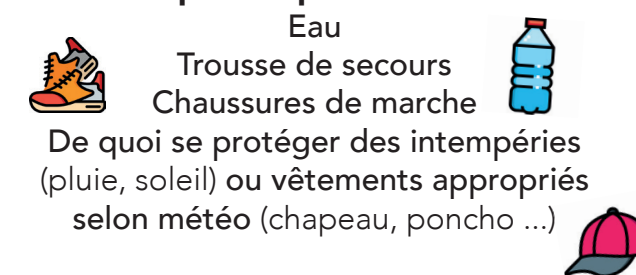 Eau
Trousse de secours
Chaussures de marche
De quoi se protéger des intempéries
(pluie, soleil) ou vêtements appropriés
selon météo (chapeau, poncho ...)